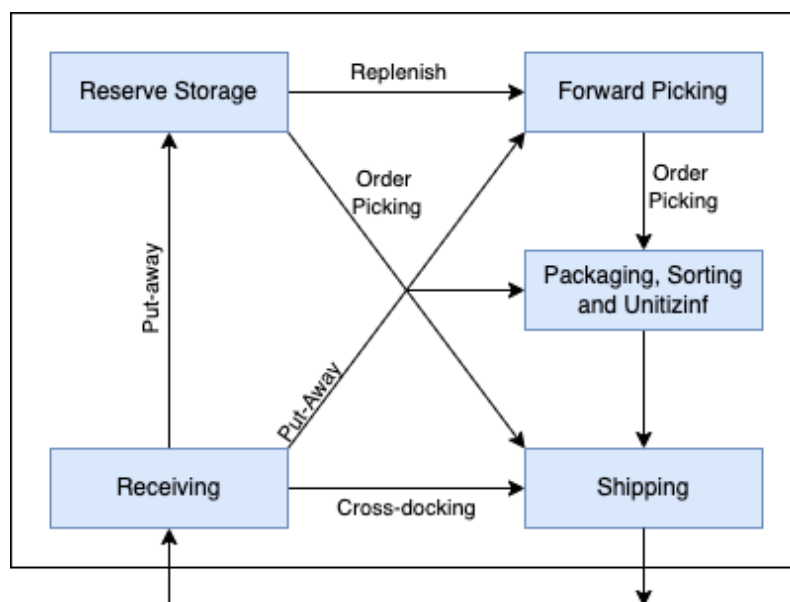 Reserve Storage
Replenish
Forward Picking
Order
Picking
Order
Picking
Put-away
Packaging, Sorting
and Unitizinf
Put-Away
Receiving
Cross-docking
Shipping